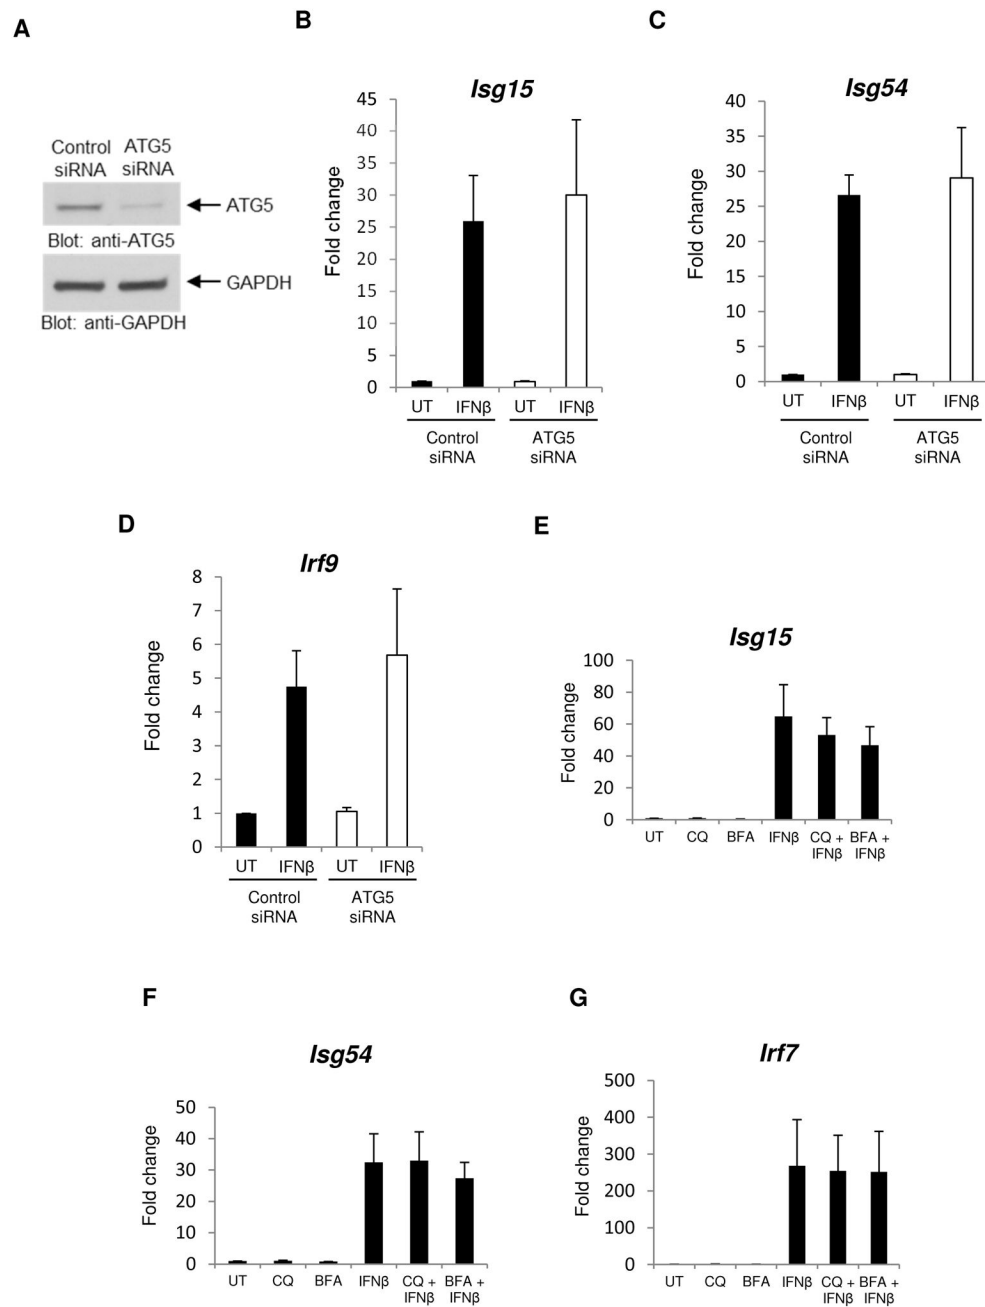 A
Control ATG5
siRNA siRNA
ATG5
Blot: anti-ATG5
GAPDH
Blot: anti-GAPDH
B
Isg15
Fold change
45
40
35
30
25
20
15
10
5
0
UT IFNβ UT IFNβ
Control ATG5
siRNA siRNA
C
Isg54
Fold change
40
35
30
25
20
15
10
5
0
UT IFNβ UT IFNβ
Control ATG5
siRNA siRNA
D
Irf9
Fold change
8
7
6
5
4
3
2
1
0
UT IFNβ UT IFNβ
Control ATG5
siRNA siRNA
E
Isg15
Fold change
100
80
60
40
20
0
UT CQ BFA IFNβ CQ + BFA +
IFNβ IFNβ
F
Isg54
Fold change
50
40
30
20
10
0
UT CQ BFA IFNβ CQ + BFA +
IFNβ IFNβ
G
Irf7
Fold change
500
400
300
200
100
0
UT CQ BFA IFNβ CQ + BFA +
IFNβ IFNβ